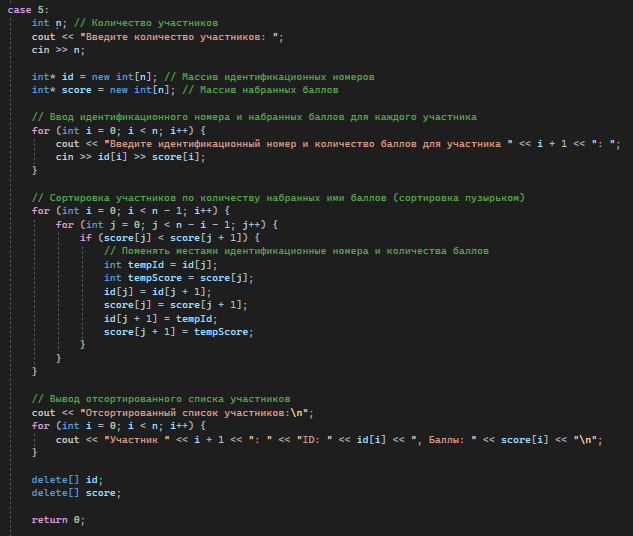 case 5:
int n; // Количество участников
cout << "Введите количество участников: ";
cin >> n;
int* id = new int[n]; // Массив идентификационных номеров
int* score = new int[n]; // Массив набранных баллов
// Ввод идентификационного номера и набранных баллов для каждого участника
for (int i = 0; i < n; i++) {
cout << "Введите идентификационный номер и количество баллов для участника " << i + 1 << ": ";
cin >> id[i] >> score[i];
}
// Сортировка участников по количеству набранных ими баллов (сортировка пузырьком)
for (int i = 0; i < n - 1; i++) {
for (int j = 0; j < n - i - 1; j++) {
if (score[j] < score[j + 1]) {
// Поменять местами идентификационные номера и количества баллов
int tempId = id[j];
int tempScore = score[j];
id[j] = id[j + 1];
score[j] = score[j + 1];
id[j + 1] = tempId;
score[j + 1] = tempScore;
}
}
}
// Вывод отсортированного списка участников
cout << "Отсортированный список участников:\n";
for (int i = 0; i < n; i++) {
cout << "Участник " << i + 1 << ": " << "ID: " << id[i] << ", Баллы: " << score[i] << "\n";
}
delete[] id;
delete[] score;
return 0;